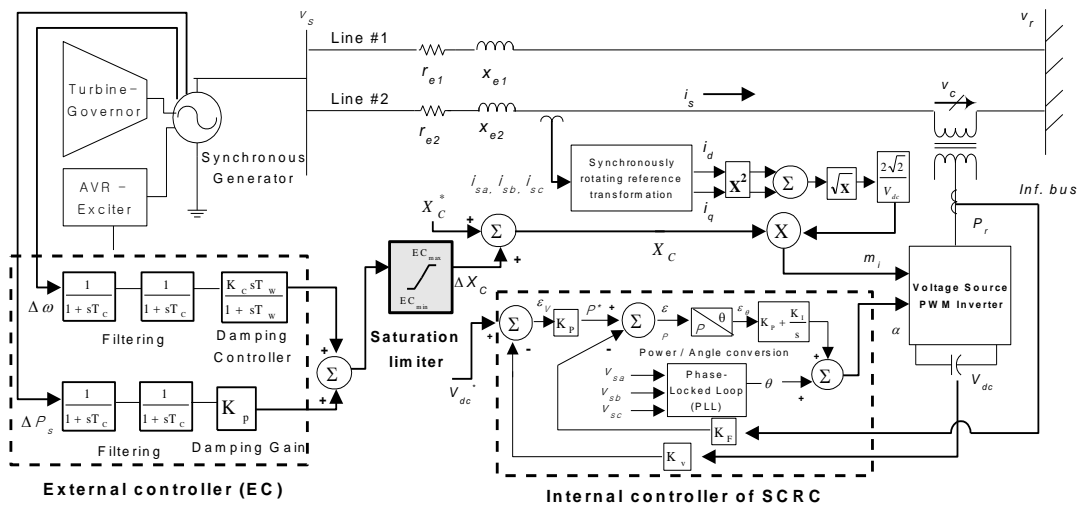 V_s
V_r
Line #1
r_e1
x_e1
Turbine-
Governor
Line #2
r_e2
x_e2
i_s
v_c
Synchronous
Generator
AVR -
Exciter
i_sa, i_sb, i_sc
Synchronously
rotating reference
transformation
i_d
i_q
X²
Σ
√x
2√2
V_dc
Inf. bus
P_r
X_C*
+
Σ
+
X_C
X
m_i
Voltage Source
PWM Inverter
α
V_dc
EC_max
EC_min
ΔX_C
Saturation
limiter
Δω
1
1 + sT_C
1
1 + sT_C
K_C sT_W
1 + sT_W
Filtering
Damping
Controller
+
Σ
+
ΔP_s
1
1 + sT_C
1
1 + sT_C
K_p
Filtering
Damping Gain
External controller (EC)
V_dc*
+
Σ
-
ε_V
K_P
P*
+
Σ
-
ε_P
P
θ
ε_θ
K_P + K_I
s
Power / Angle conversion
V_sa
V_sb
V_sc
Phase-
Locked Loop
(PLL)
θ
+
Σ
+
K_F
K_v
Internal controller of SCRC